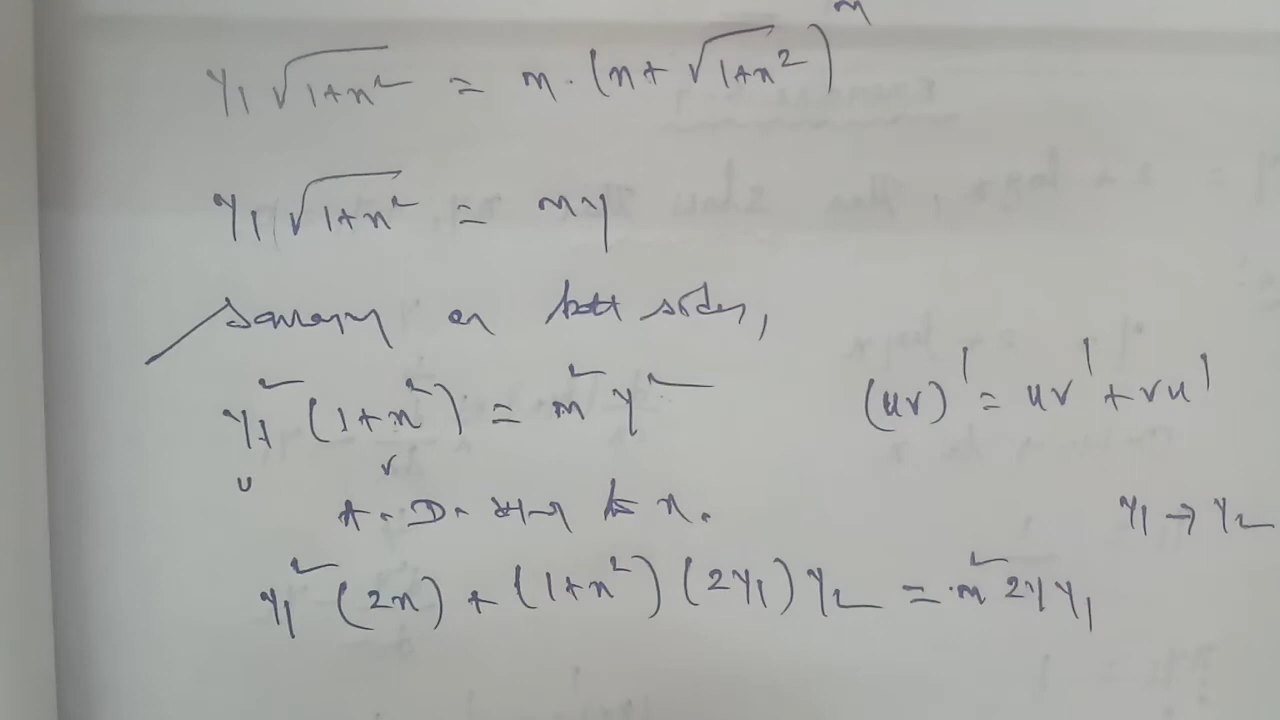 y₁ √(1+x²) = m · (x + √(1+x²))ᵐ
y₁ √(1+x²) = my
Squaring on both sides,
y₁² (1+x²) = m² y²
(uv)' = uv' + vu'
u v
A. D. w.r. to x.
y₁ → y₂
y₁² (2x) + (1+x²) (2y₁) y₂ = m² 2y y₁